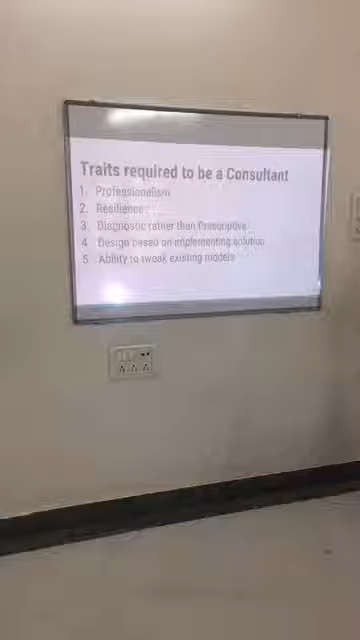 Traits required to be a Consultant
1. Professionalism
2. Resilience
3. Diagnostic rather than Prescriptive
4. Design based on implementing solution
5. Ability to tweak existing models